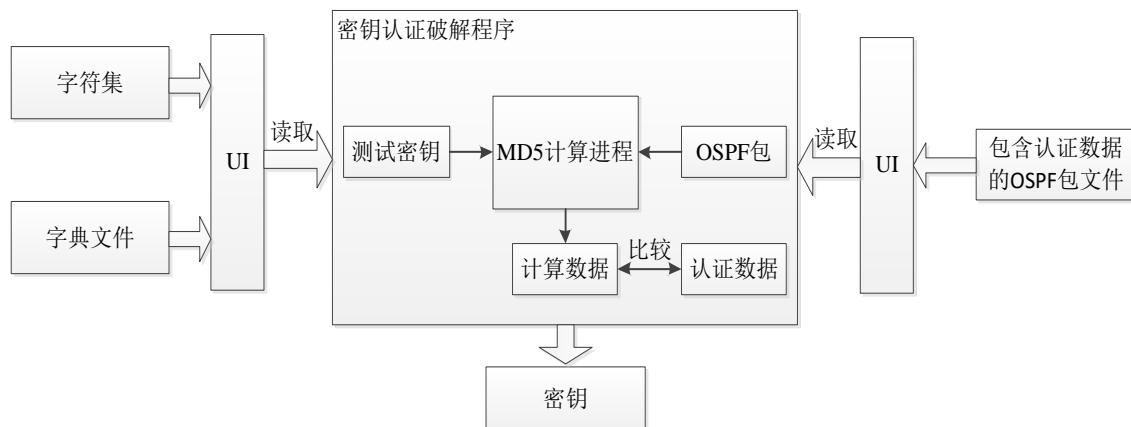 密钥认证破解程序
字符集
字典文件
UI
读取
测试密钥
MD5计算进程
OSPF包
计算数据
比较
认证数据
读取
UI
包含认证数据
的OSPF包文件
密钥